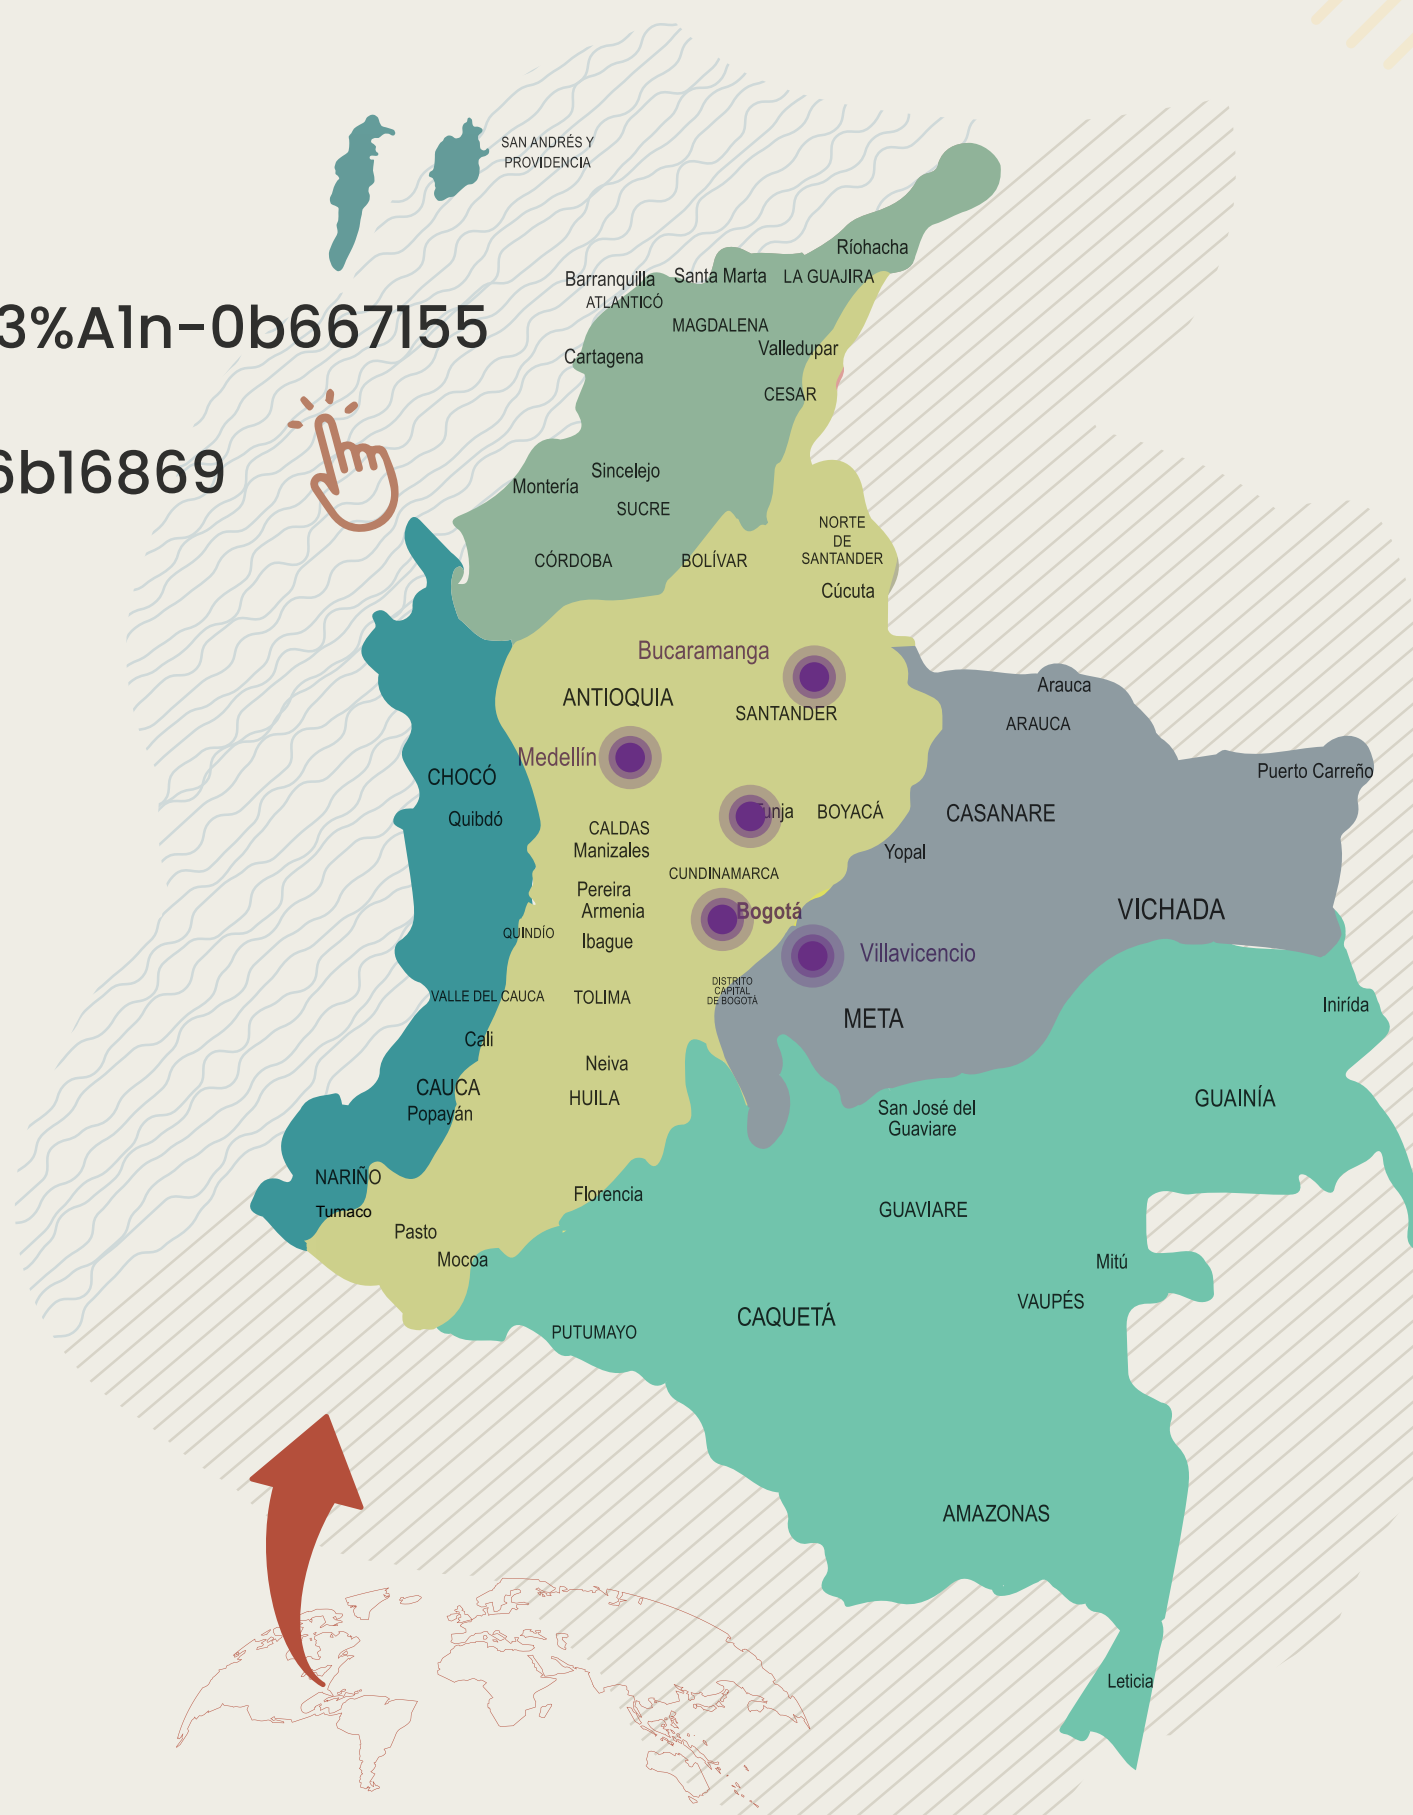 SAN ANDRÉS Y
PROVIDENCIA
Ríohacha
Barranquilla
Santa Marta
LA GUAJIRA
ATLANTICÓ
3%A1n-0b667155
MAGDALENA
Valledupar
Cartagena
CESAR
6b16869
Sincelejo
Montería
SUCRE
NORTE
DE
SANTANDER
CÓRDOBA
BOLÍVAR
Cúcuta
Bucaramanga
Arauca
ANTIOQUIA
SANTANDER
ARAUCA
Medellín
Puerto Carreño
CHOCÓ
Quibdó
Tunja
BOYACÁ
CASANARE
CALDAS
Manizales
Yopal
CUNDINAMARCA
Pereira
Armenia
Bogotá
VICHADA
QUINDÍO
Ibague
Villavicencio
DISTRITO
CAPITAL
DE BOGOTÁ
VALLE DEL CAUCA
TOLIMA
META
Inirída
Cali
Neiva
CAUCA
Popayán
HUILA
San José del
Guaviare
GUAINÍA
NARIÑO
Florencia
Tumaco
GUAVIARE
Pasto
Mocoa
Mitú
VAUPÉS
CAQUETÁ
PUTUMAYO
AMAZONAS
Leticia